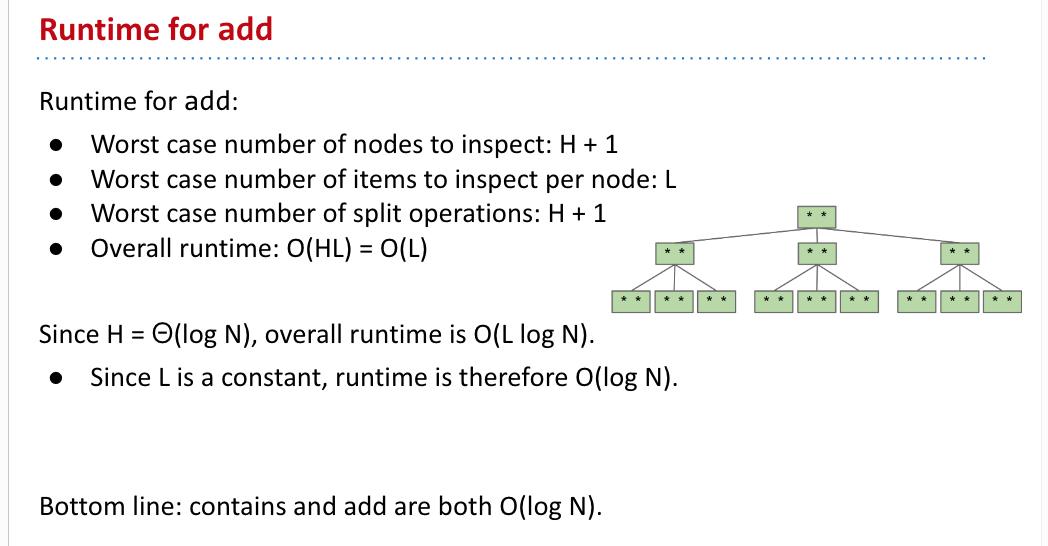 Runtime for add
Runtime for add:
● Worst case number of nodes to inspect: H + 1
● Worst case number of items to inspect per node: L
● Worst case number of split operations: H + 1
● Overall runtime: O(HL) = O(L)
* *
* * * * * *
* * * * * * * * * * * * * * * * * *
Since H = Θ(log N), overall runtime is O(L log N).
● Since L is a constant, runtime is therefore O(log N).
Bottom line: contains and add are both O(log N).